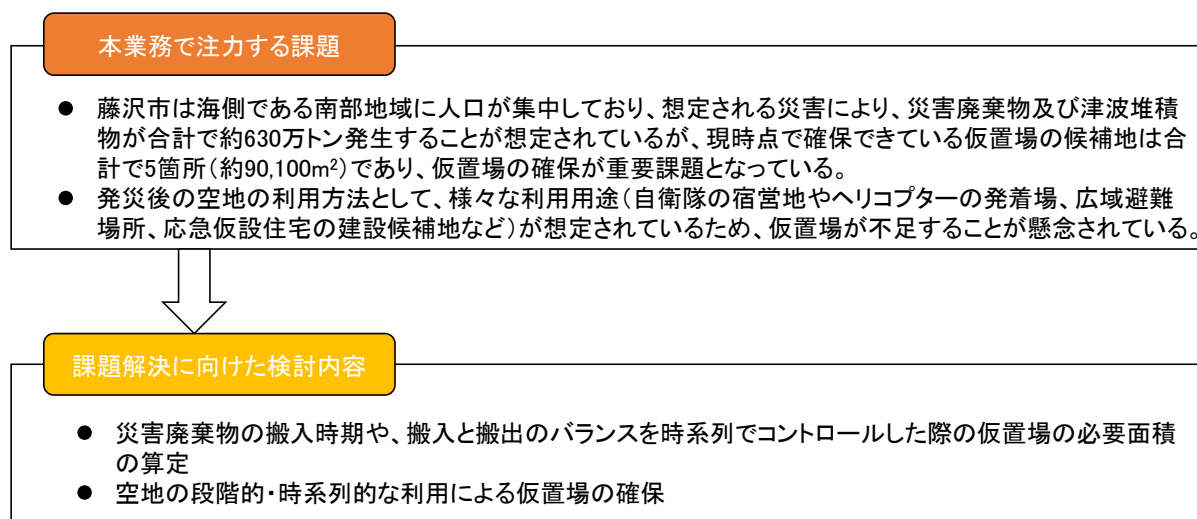 本業務で注力する課題
● 藤沢市は海側である南部地域に人口が集中しており、想定される災害により、災害廃棄物及び津波堆積
物が合計で約630万トン発生することが想定されているが、現時点で確保できている仮置場の候補地は合
計で5箇所(約90,100m²)であり、仮置場の確保が重要課題となっている。
● 発災後の空地の利用方法として、様々な利用用途(自衛隊の宿営地やヘリコプターの発着場、広域避難
場所、応急仮設住宅の建設候補地など)が想定されているため、仮置場が不足することが懸念されている。
課題解決に向けた検討内容
● 災害廃棄物の搬入時期や、搬入と搬出のバランスを時系列でコントロールした際の仮置場の必要面積
の算定
● 空地の段階的・時系列的な利用による仮置場の確保